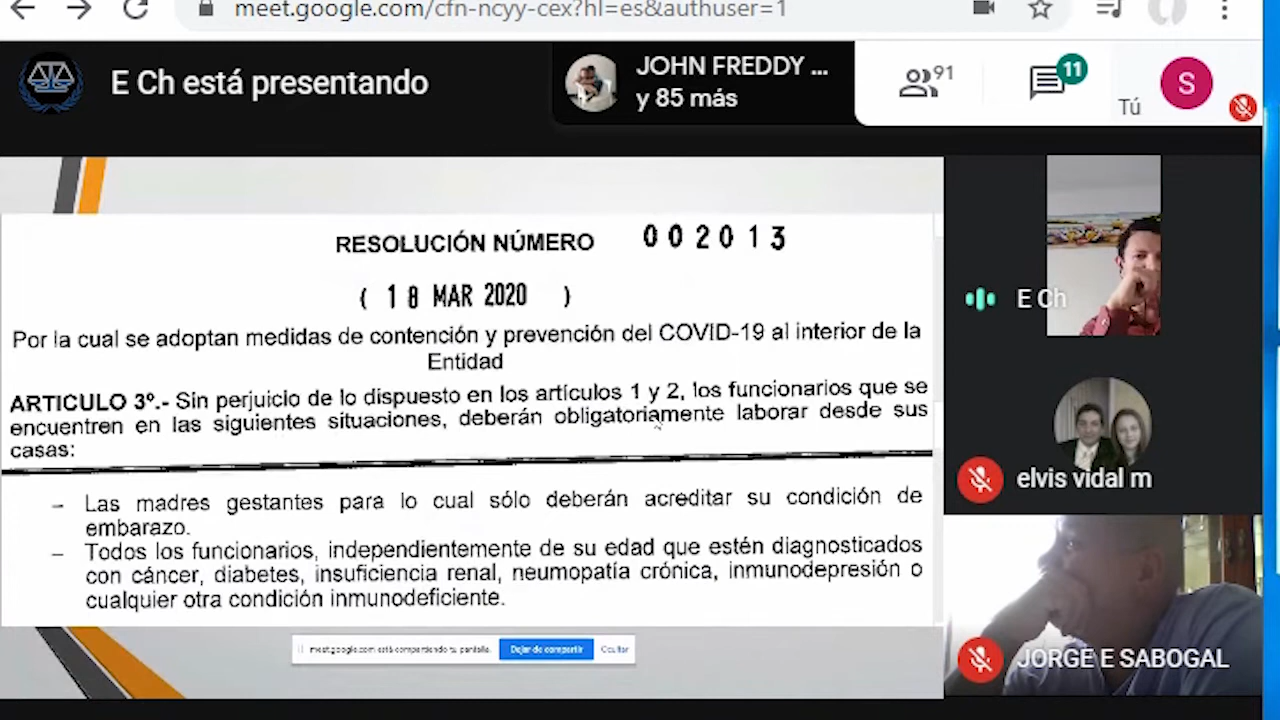 meet.google.com/cfn-ncyy-cex?hl=es&authuser=1
E Ch está presentando
JOHN FREDDY ...
y 85 más
91
11
Tú
S
RESOLUCIÓN NÚMERO 002013
( 18 MAR 2020 )
Por la cual se adoptan medidas de contención y prevención del COVID-19 al interior de la
Entidad
ARTICULO 3º.- Sin perjuicio de lo dispuesto en los artículos 1 y 2, los funcionarios que se
encuentren en las siguientes situaciones, deberán obligatoriamente laborar desde sus
casas:
– Las madres gestantes para lo cual sólo deberán acreditar su condición de
embarazo.
– Todos los funcionarios, independientemente de su edad que estén diagnosticados
con cáncer, diabetes, insuficiencia renal, neumopatía crónica, inmunodepresión o
cualquier otra condición inmunodeficiente.
meet.google.com está compartiendo tu pantalla.
Dejar de compartir
Ocultar
E Ch
elvis vidal m
JORGE E SABOGAL